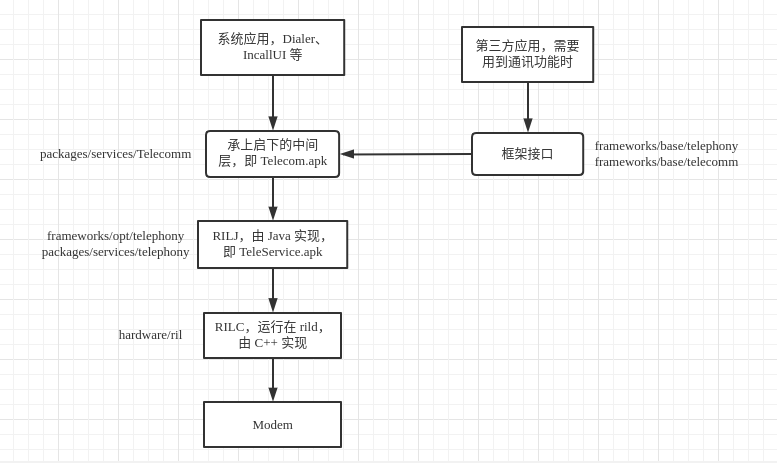 系统应用，Dialer、
IncallUI 等
第三方应用，需要
用到通讯功能时
packages/services/Telecomm
承上启下的中间
层，即 Telecom.apk
框架接口
frameworks/base/telephony
frameworks/base/telecomm
frameworks/opt/telephony
packages/services/telephony
RILJ，由 Java 实现，
即 TeleService.apk
hardware/ril
RILC，运行在 rild，
由 C++ 实现
Modem